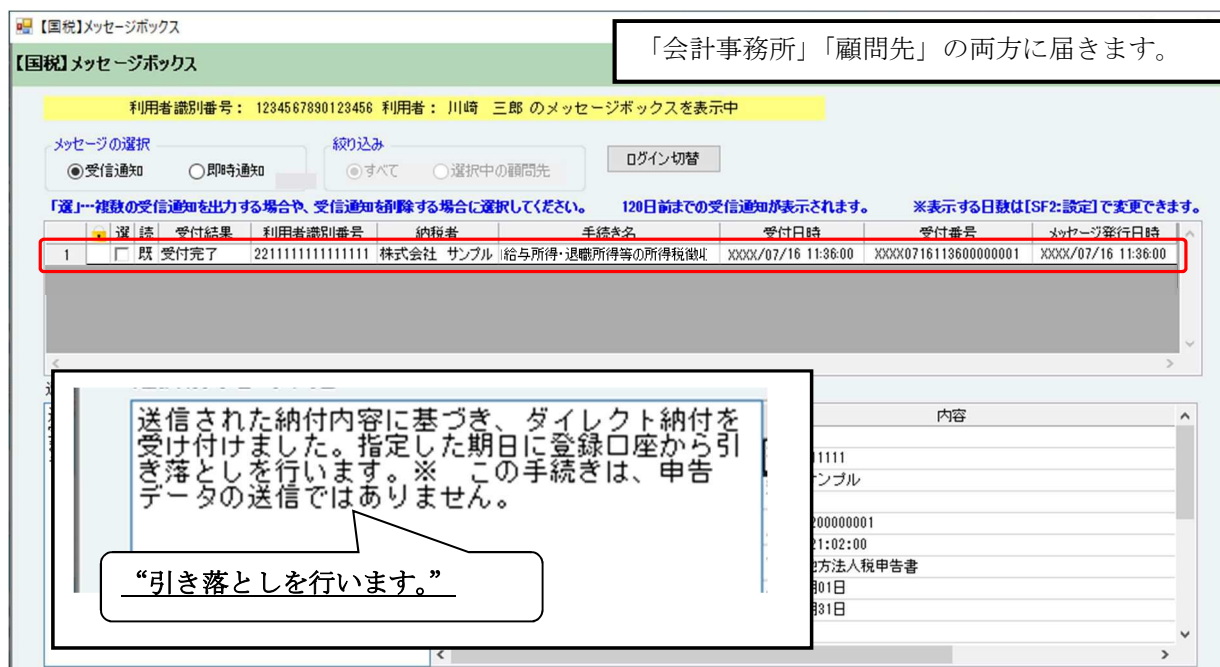 【国税】メッセージボックス
「会計事務所」「顧問先」の両方に届きます。
【国税】メッセージボックス
利用者識別番号： 1234567890123456 利用者： 川崎 三郎 のメッセージボックスを表示中
メッセージの選択 絞り込み
受信通知 即時通知 すべて 選択中の顧問先 ログイン切替
「選」…複数の受信通知を出力する場合や、受信通知を削除する場合に選択してください。 120日前までの受信通知が表示されます。 ※表示する日数は[SF2:設定]で変更できます。
選 読 受付結果 利用者識別番号 納税者 手続き名 受付日時 受付番号 メッセージ発行日時
1 既 受付完了 2211111111111111 株式会社 サンプル 給与所得・退職所得等の所得税徴収 XXXX/07/16 11:36:00 XXXX0716113600000001 XXXX/07/16 11:36:00
送信された納付内容に基づき、ダイレクト納付を
受け付けました。指定した期日に登録口座から引
き落としを行います。※ この手続きは、申告
データの送信ではありません。
“引き落としを行います。”
内容
11111
サンプル
200000001
21:02:00
地方法人税申告書
月01日
月31日